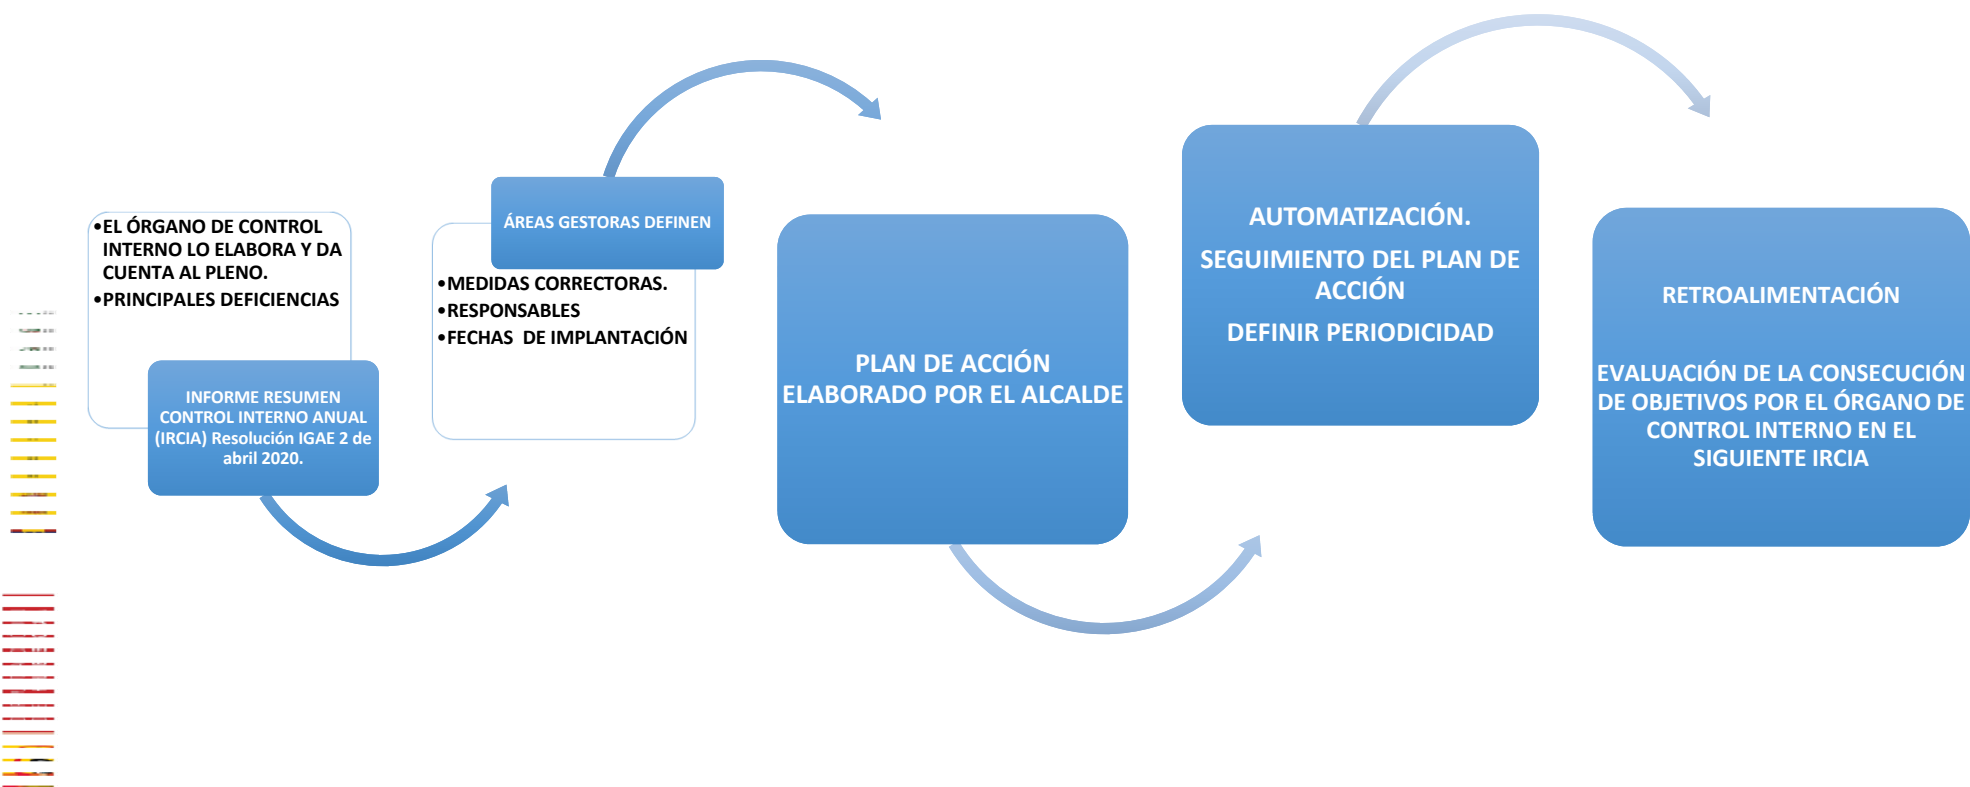 •EL ÓRGANO DE CONTROL
INTERNO LO ELABORA Y DA
CUENTA AL PLENO.
•PRINCIPALES DEFICIENCIAS
INFORME RESUMEN
CONTROL INTERNO ANUAL
(IRCIA) Resolución IGAE 2 de
abril 2020.
ÁREAS GESTORAS DEFINEN
•MEDIDAS CORRECTORAS.
•RESPONSABLES
•FECHAS DE IMPLANTACIÓN
PLAN DE ACCIÓN
ELABORADO POR EL ALCALDE
AUTOMATIZACIÓN.
SEGUIMIENTO DEL PLAN DE
ACCIÓN
DEFINIR PERIODICIDAD
RETROALIMENTACIÓN
EVALUACIÓN DE LA CONSECUCIÓN
DE OBJETIVOS POR EL ÓRGANO DE
CONTROL INTERNO EN EL
SIGUIENTE IRCIA